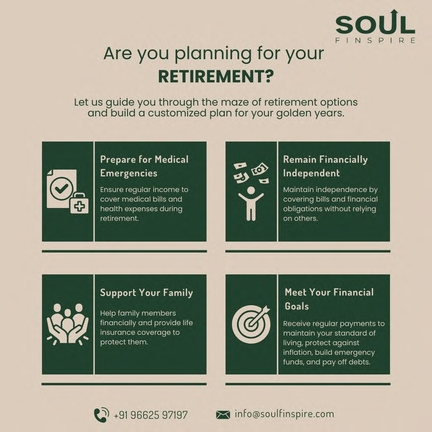 SOUL
FINSPIRE
Are you planning for your
RETIREMENT?
Let us guide you through the maze of retirement options
and build a customized plan for your golden years.
Prepare for Medical
Emergencies
Ensure regular income to
cover medical bills and
health expenses during
retirement.
Remain Financially
Independent
Maintain independence by
covering bills and financial
obligations without relying
on others.
Support Your Family
Help family members
financially and provide life
insurance coverage to
protect them.
Meet Your Financial
Goals
Receive regular payments to
maintain your standard of
living, protect against
inflation, build emergency
funds, and pay off debts.
+91 96625 97197
info@soulfinspire.com